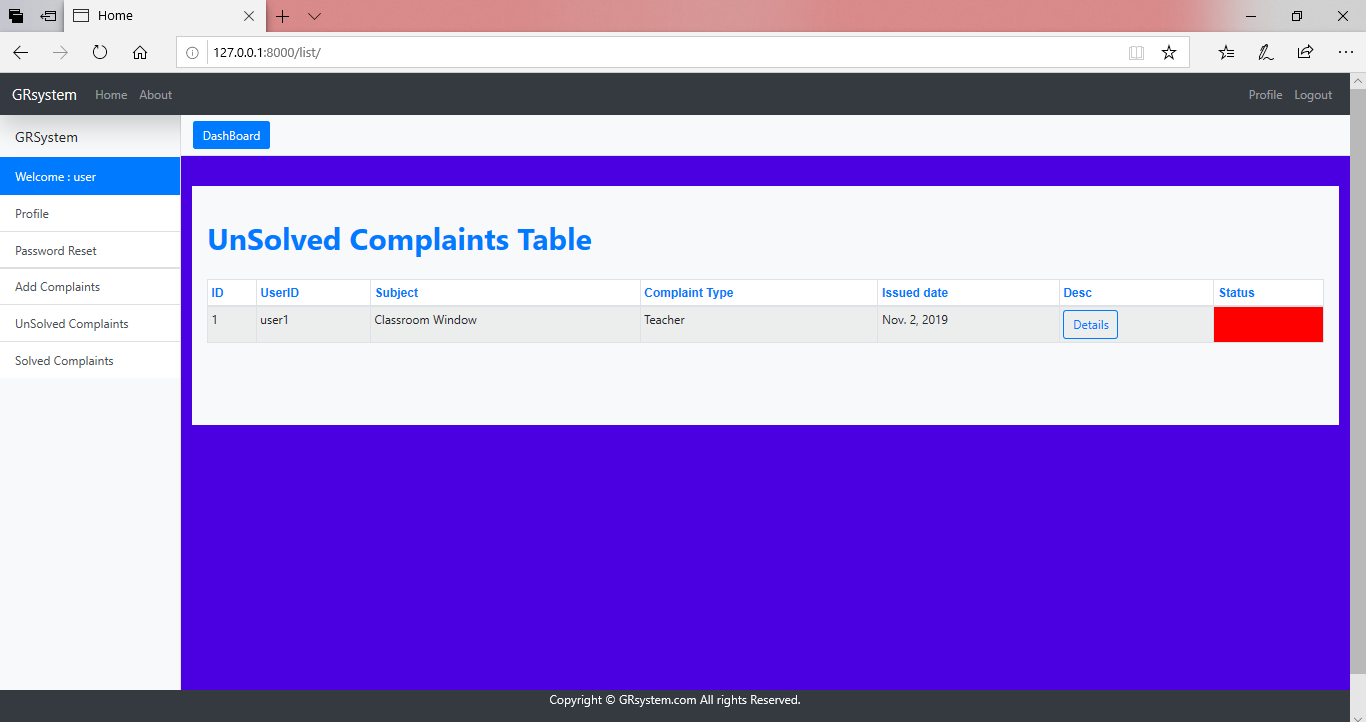 Home
127.0.0.1:8000/list/
GRsystem Home About Profile Logout
GRSystem
DashBoard
Welcome : user
Profile
Password Reset
Add Complaints
UnSolved Complaints
Solved Complaints
UnSolved Complaints Table
ID UserID Subject Complaint Type Issued date Desc Status
1 user1 Classroom Window Teacher Nov. 2, 2019 Details
Copyright © GRsystem.com All rights Reserved.